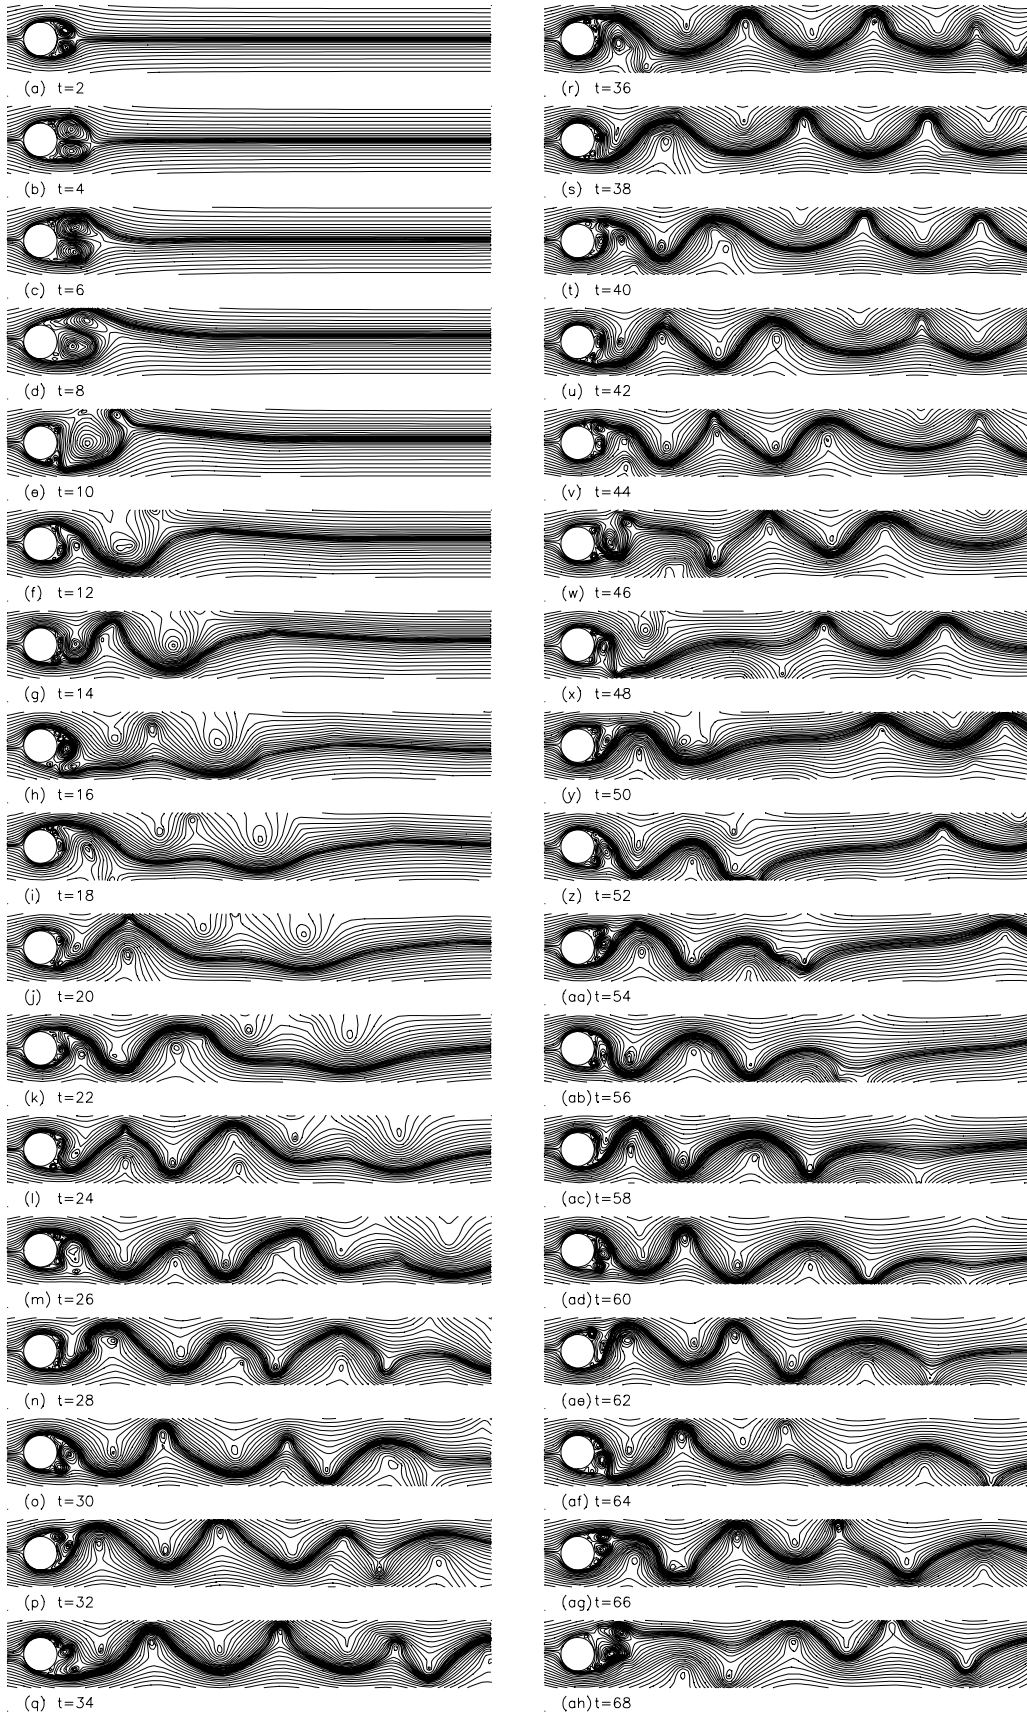 (a) t=2
(b) t=4
(c) t=6
(d) t=8
(e) t=10
(f) t=12
(g) t=14
(h) t=16
(i) t=18
(j) t=20
(k) t=22
(l) t=24
(m) t=26
(n) t=28
(o) t=30
(p) t=32
(q) t=34
(r) t=36
(s) t=38
(t) t=40
(u) t=42
(v) t=44
(w) t=46
(x) t=48
(y) t=50
(z) t=52
(aa) t=54
(ab) t=56
(ac) t=58
(ad) t=60
(ae) t=62
(af) t=64
(ag) t=66
(ah) t=68